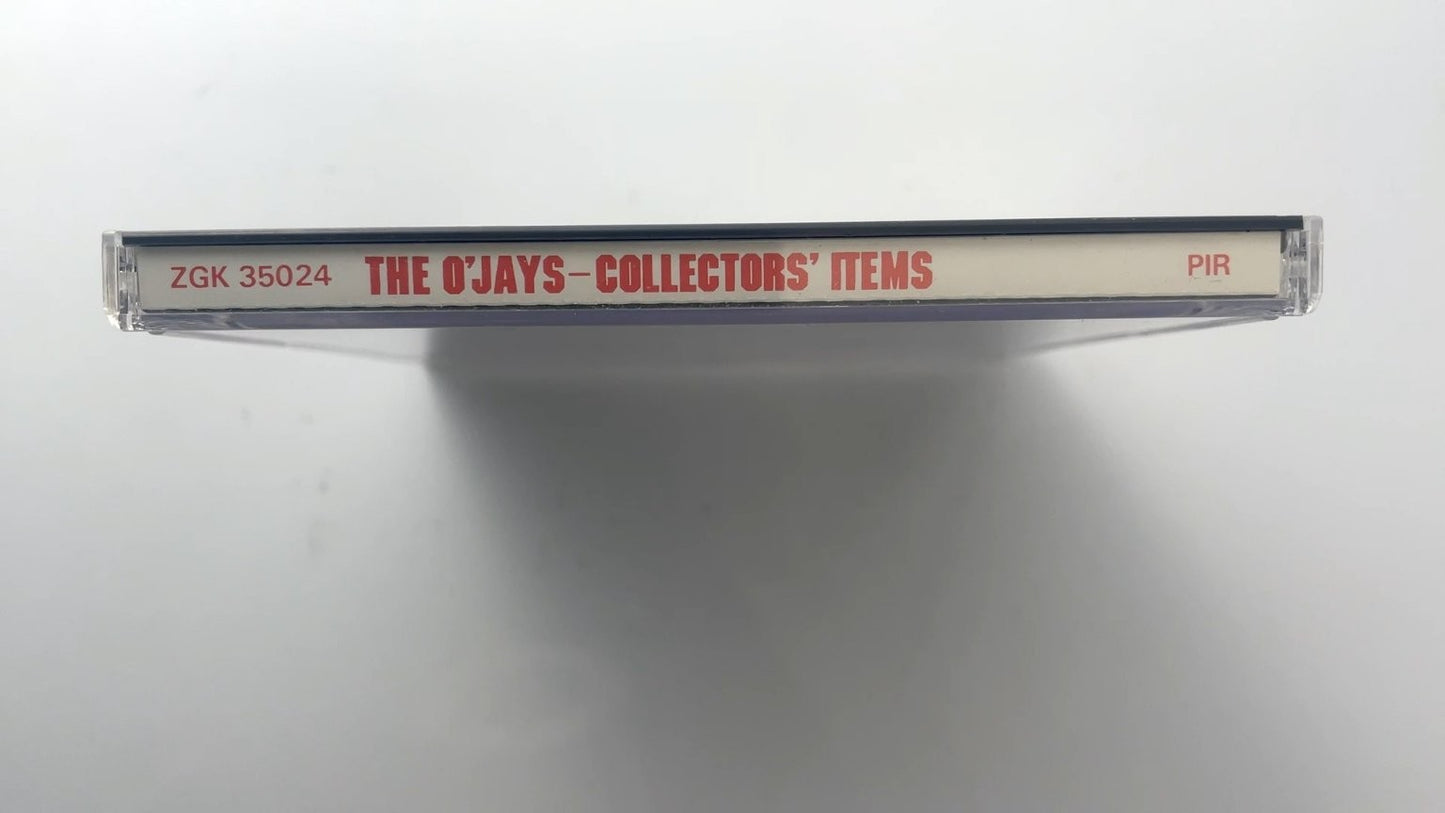 ZGK 35024 THE O'JAYS–COLLECTORS' ITEMS PIR